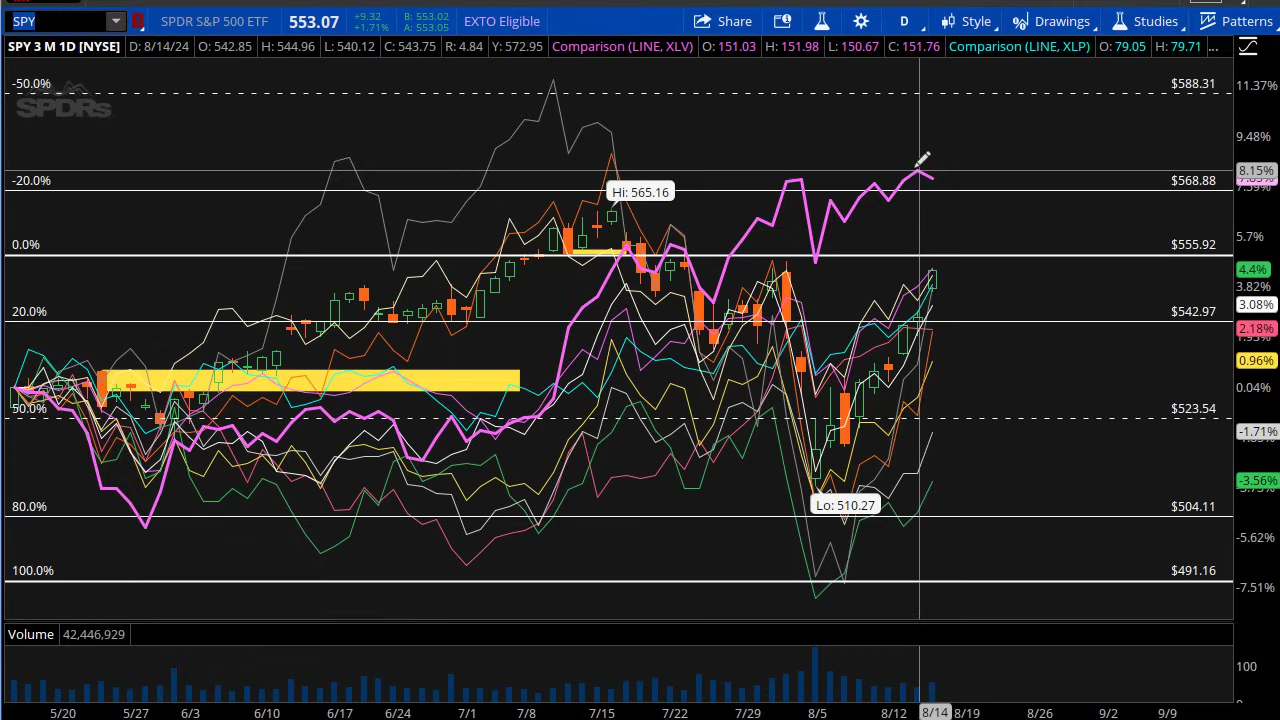 SPY SPDR S&P 500 ETF 553.07 +9.32 +1.71% B: 553.02 A: 553.05 EXTO Eligible Share D Style Drawings Studies Patterns
SPY 3 M 1D [NYSE] D: 8/14/24 O: 542.85 H: 544.96 L: 540.12 C: 543.75 R: 4.84 Y: 572.95 Comparison (LINE, XLV) O: 151.03 H: 151.98 L: 150.67 C: 151.76 Comparison (LINE, XLP) O: 79.05 H: 79.71 ...
SPDRs
-50.0% $588.31 11.37%
9.48%
8.15%
-20.0% $568.88 7.59%
Hi: 565.16
0.0% $555.92 5.7%
4.4%
3.82%
3.08%
20.0% $542.97
2.18%
0.96%
0.04%
50.0% $523.54
-1.71%
-3.56%
Lo: 510.27
80.0% $504.11
-5.62%
100.0% $491.16
-7.51%
Volume 42,446,929
100
0
5/20 5/27 6/3 6/10 6/17 6/24 7/1 7/8 7/15 7/22 7/29 8/5 8/12 8/14 8/19 8/26 9/2 9/9